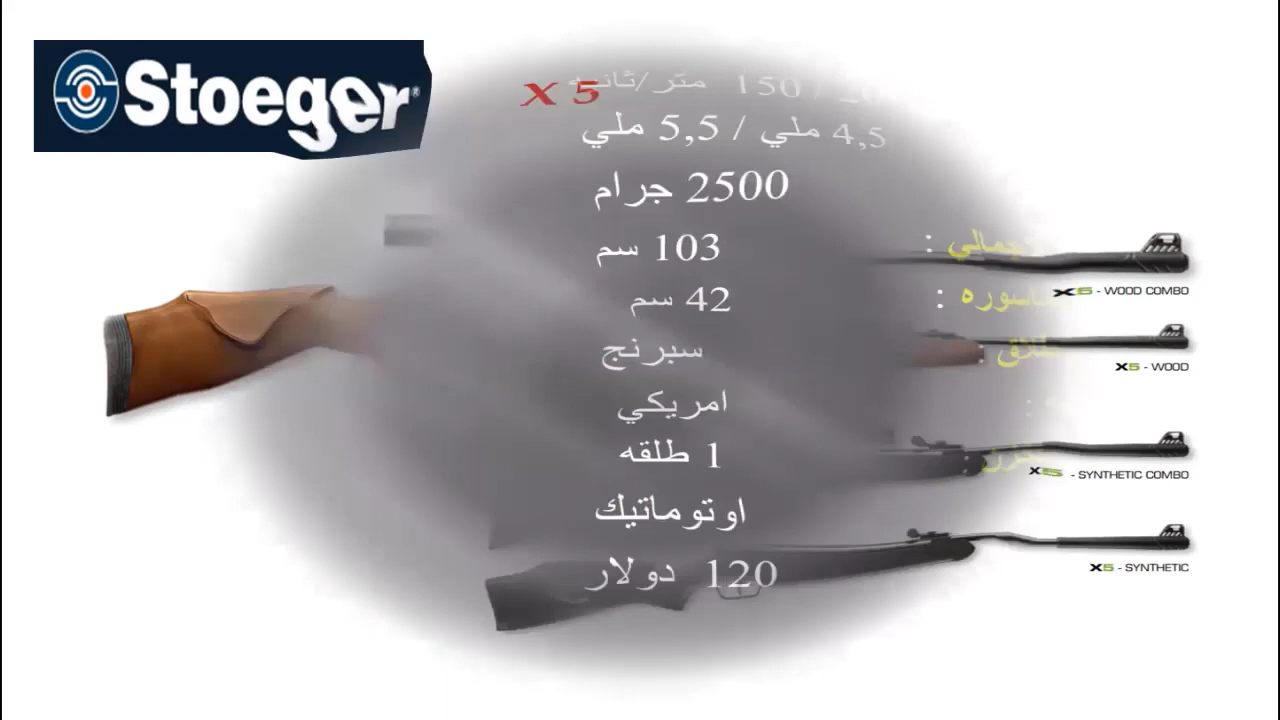 Stoeger
X 5
150 / متر/ثانيه
4,5 ملي / 5,5 ملي
2500 جرام
103 سم
42 سم
سبرنج
امريكي
1 طلقه
اوتوماتيك
120 دولار
X5 - WOOD COMBO
X5 - WOOD
X5 - SYNTHETIC COMBO
X5 - SYNTHETIC